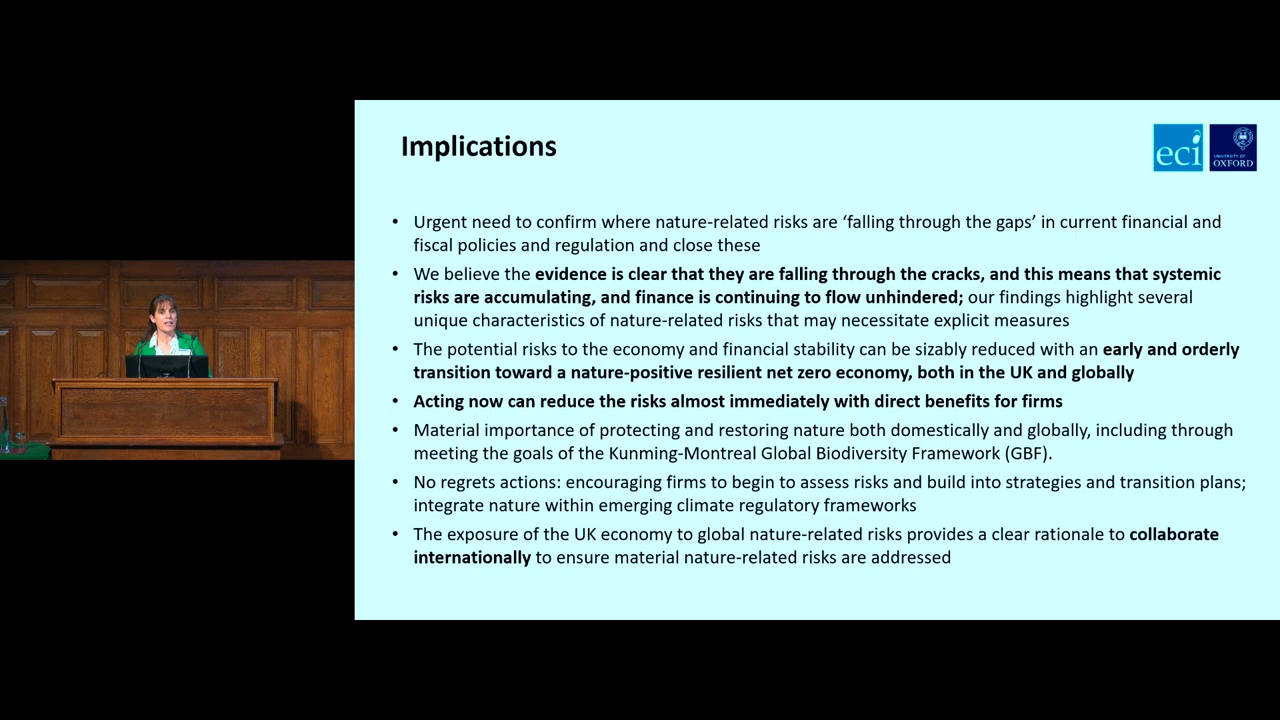 Implications
eci
UNIVERSITY OF
OXFORD
• Urgent need to confirm where nature-related risks are ‘falling through the gaps’ in current financial and
fiscal policies and regulation and close these
• We believe the evidence is clear that they are falling through the cracks, and this means that systemic
risks are accumulating, and finance is continuing to flow unhindered; our findings highlight several
unique characteristics of nature-related risks that may necessitate explicit measures
• The potential risks to the economy and financial stability can be sizably reduced with an early and orderly
transition toward a nature-positive resilient net zero economy, both in the UK and globally
• Acting now can reduce the risks almost immediately with direct benefits for firms
• Material importance of protecting and restoring nature both domestically and globally, including through
meeting the goals of the Kunming-Montreal Global Biodiversity Framework (GBF).
• No regrets actions: encouraging firms to begin to assess risks and build into strategies and transition plans;
integrate nature within emerging climate regulatory frameworks
• The exposure of the UK economy to global nature-related risks provides a clear rationale to collaborate
internationally to ensure material nature-related risks are addressed